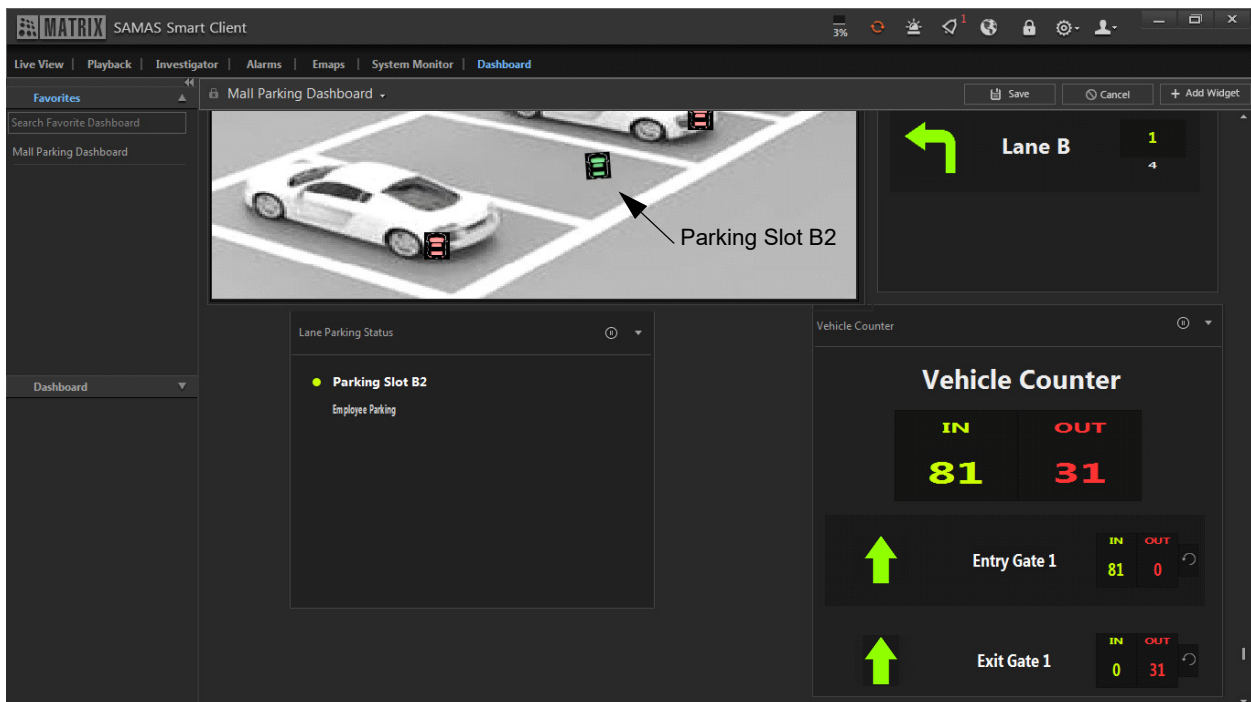 MATRIX SAMAS Smart Client
3%
1
Live View | Playback | Investigator | Alarms | Emaps | System Monitor | Dashboard
Favorites
Mall Parking Dashboard
Save
Cancel
+ Add Widget
Search Favorite Dashboard
Mall Parking Dashboard
Lane B
1
4
Parking Slot B2
Lane Parking Status
Parking Slot B2
Employee Parking
Dashboard
Vehicle Counter
Vehicle Counter
IN OUT
81 31
Entry Gate 1
IN OUT
81 0
Exit Gate 1
IN OUT
0 31